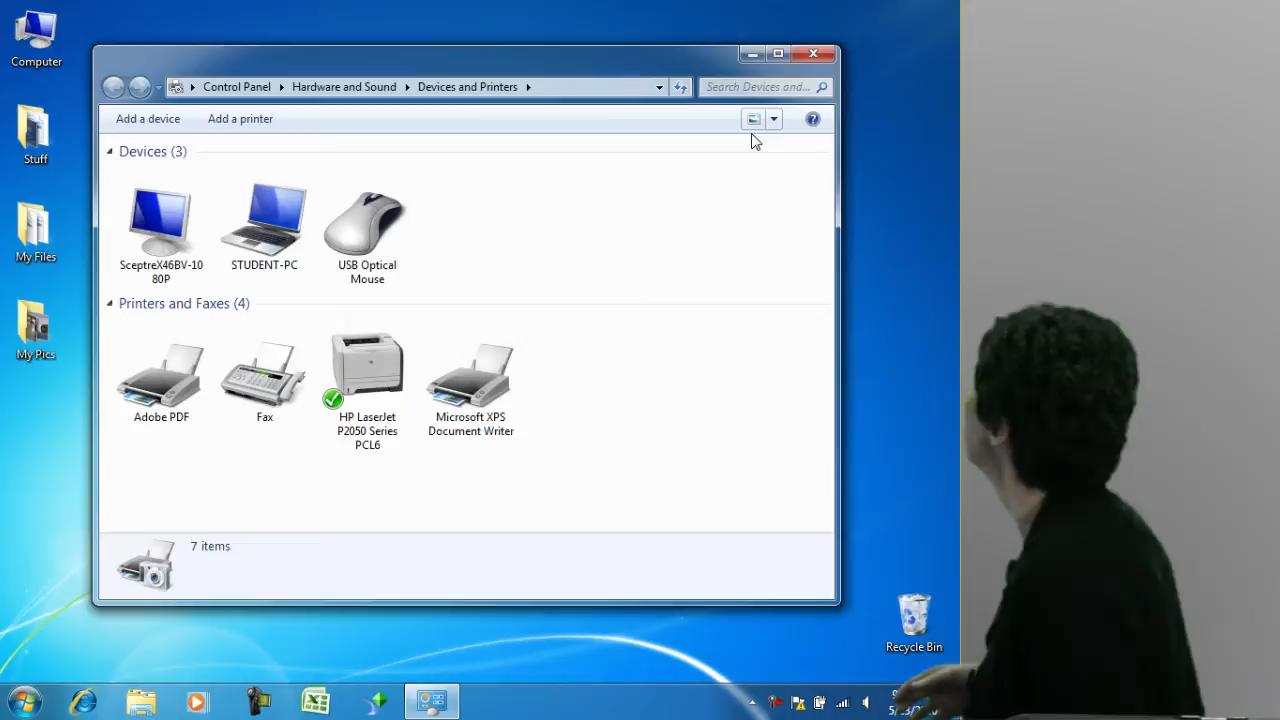 Computer
Stuff
My Files
My Pics
Control Panel
Hardware and Sound
Devices and Printers
Search Devices and...
Add a device
Add a printer
Devices (3)
SceptreX46BV-10
80P
STUDENT-PC
USB Optical
Mouse
Printers and Faxes (4)
Adobe PDF
Fax
HP LaserJet
P2050 Series
PCL6
Microsoft XPS
Document Writer
7 items
Recycle Bin